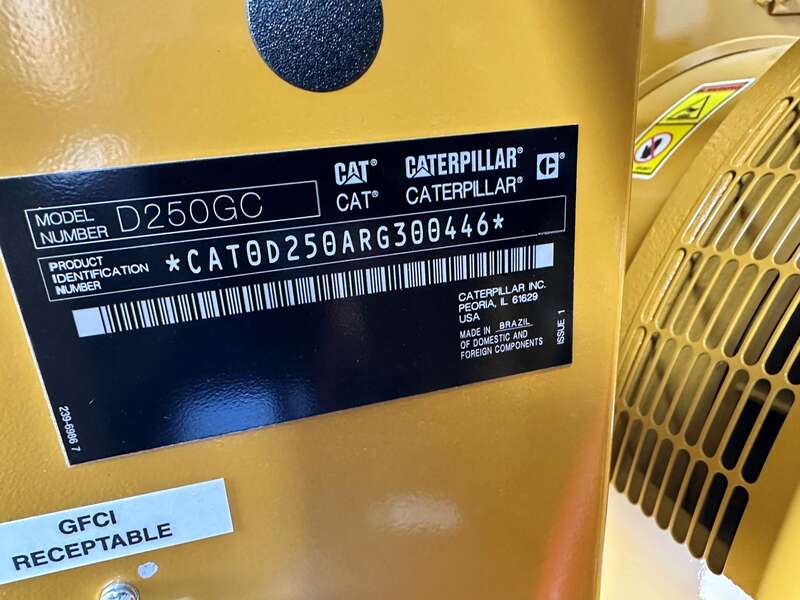 CAT® CATERPILLAR®
CAT® CATERPILLAR®
MODEL NUMBER D250GC
PRODUCT IDENTIFICATION NUMBER *CAT0D250ARG300446*
CATERPILLAR INC.
PEORIA, IL 61629
USA
MADE IN BRAZIL
OF DOMESTIC AND
FOREIGN COMPONENTS
ISSUE 1
239-6986 7
GFCI
RECEPTABLE